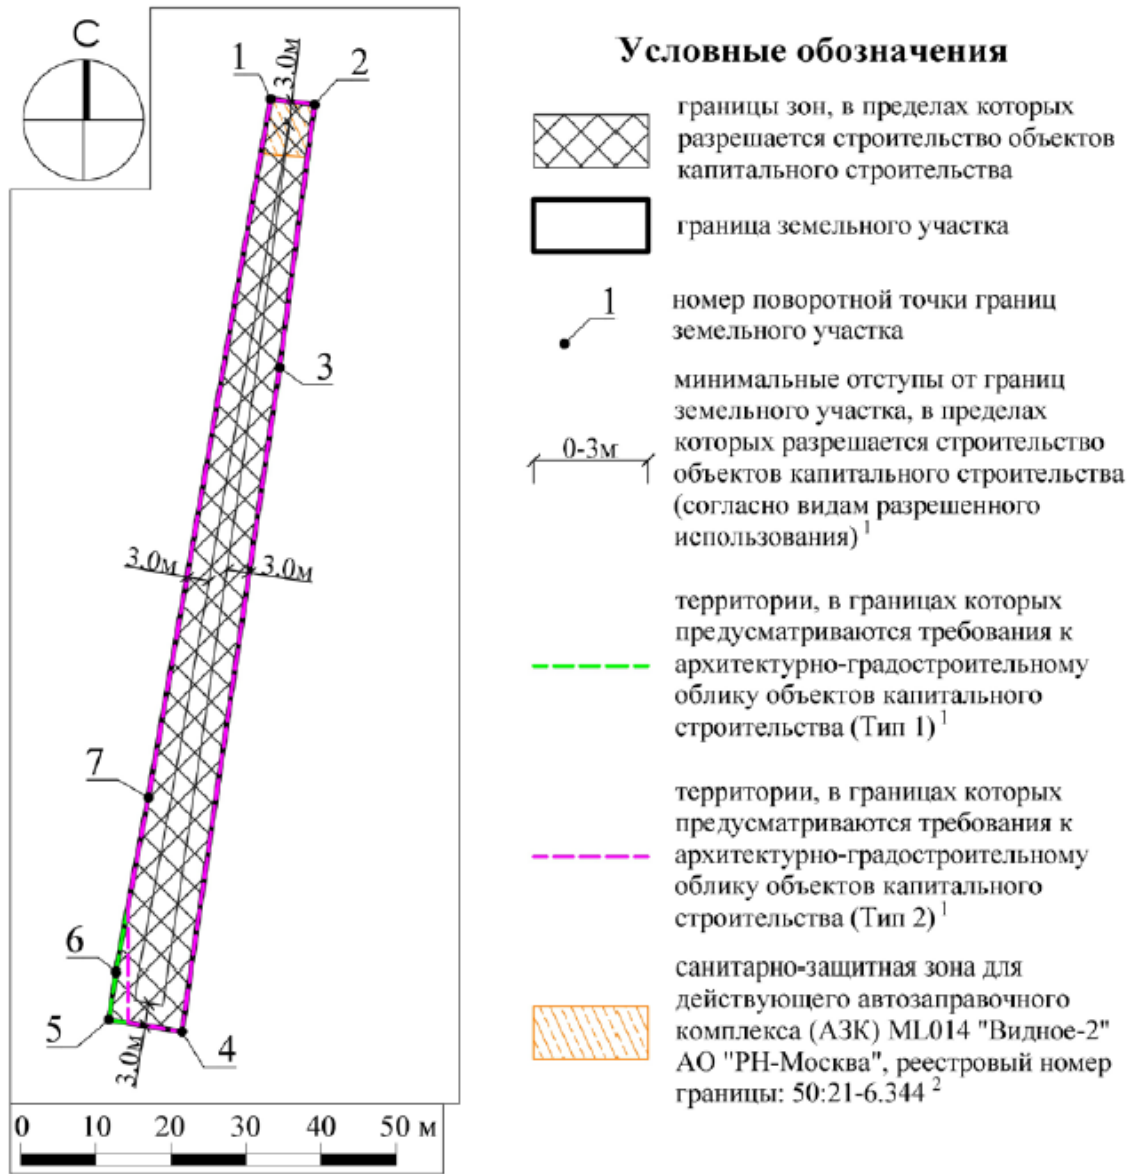 С
1
3.0м
2
3
3.0м
3.0м
7
6
5
3.0м
4
0 10 20 30 40 50 м
Условные обозначения
границы зон, в пределах которых
разрешается строительство объектов
капитального строительства
граница земельного участка
1
номер поворотной точки границ
земельного участка
минимальные отступы от границ
земельного участка, в пределах
которых разрешается строительство
0-3м
объектов капитального строительства
(согласно видам разрешенного
использования) 1
территории, в границах которых
предусматриваются требования к
архитектурно-градостроительному
облику объектов капитального
строительства (Тип 1) 1
территории, в границах которых
предусматриваются требования к
архитектурно-градостроительному
облику объектов капитального
строительства (Тип 2) 1
санитарно-защитная зона для
действующего автозаправочного
комплекса (АЗК) ML014 "Видное-2"
АО "РН-Москва", реестровый номер
границы: 50:21-6.344 2